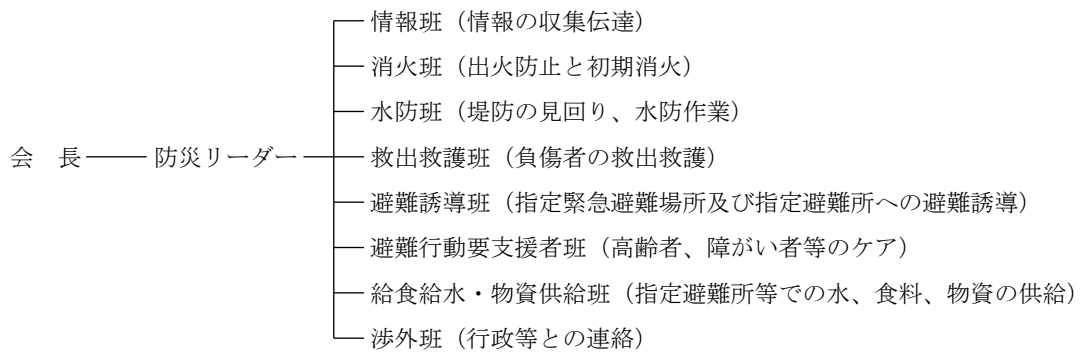 情報班（情報の収集伝達）
消火班（出火防止と初期消火）
水防班（堤防の見回り、水防作業）
会　長 防災リーダー 救出救護班（負傷者の救出救護）
避難誘導班（指定緊急避難場所及び指定避難所への避難誘導）
避難行動要支援者班（高齢者、障がい者等のケア）
給食給水・物資供給班（指定避難所等での水、食料、物資の供給）
渉外班（行政等との連絡）